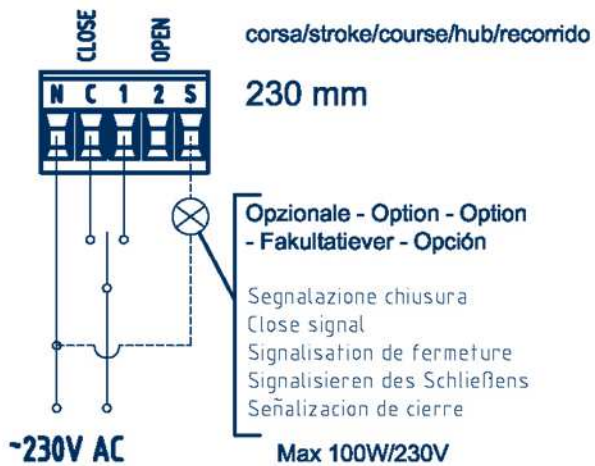 CLOSE OPEN
N C 1 2 S
corsa/stroke/course/hub/recorrido
230 mm
Opzionale - Option - Option
- Fakultatiever - Opción
Segnalazione chiusura
Close signal
Signalisation de fermeture
Signalisieren des Schließens
Señalizacion de cierre
~230V AC
Max 100W/230V